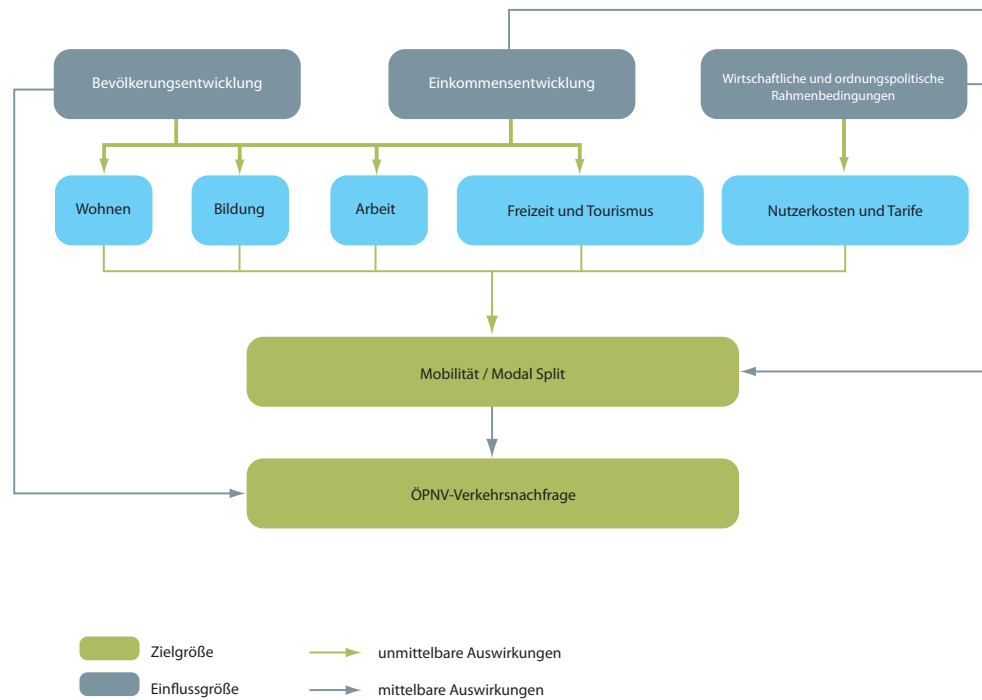 Bevölkerungsentwicklung
Einkommensentwicklung
Wirtschaftliche und ordnungspolitische
Rahmenbedingungen
Wohnen
Bildung
Arbeit
Freizeit und Tourismus
Nutzerkosten und Tarife
Mobilität / Modal Split
ÖPNV-Verkehrsnachfrage
Zielgröße
unmittelbare Auswirkungen
Einflussgröße
mittelbare Auswirkungen